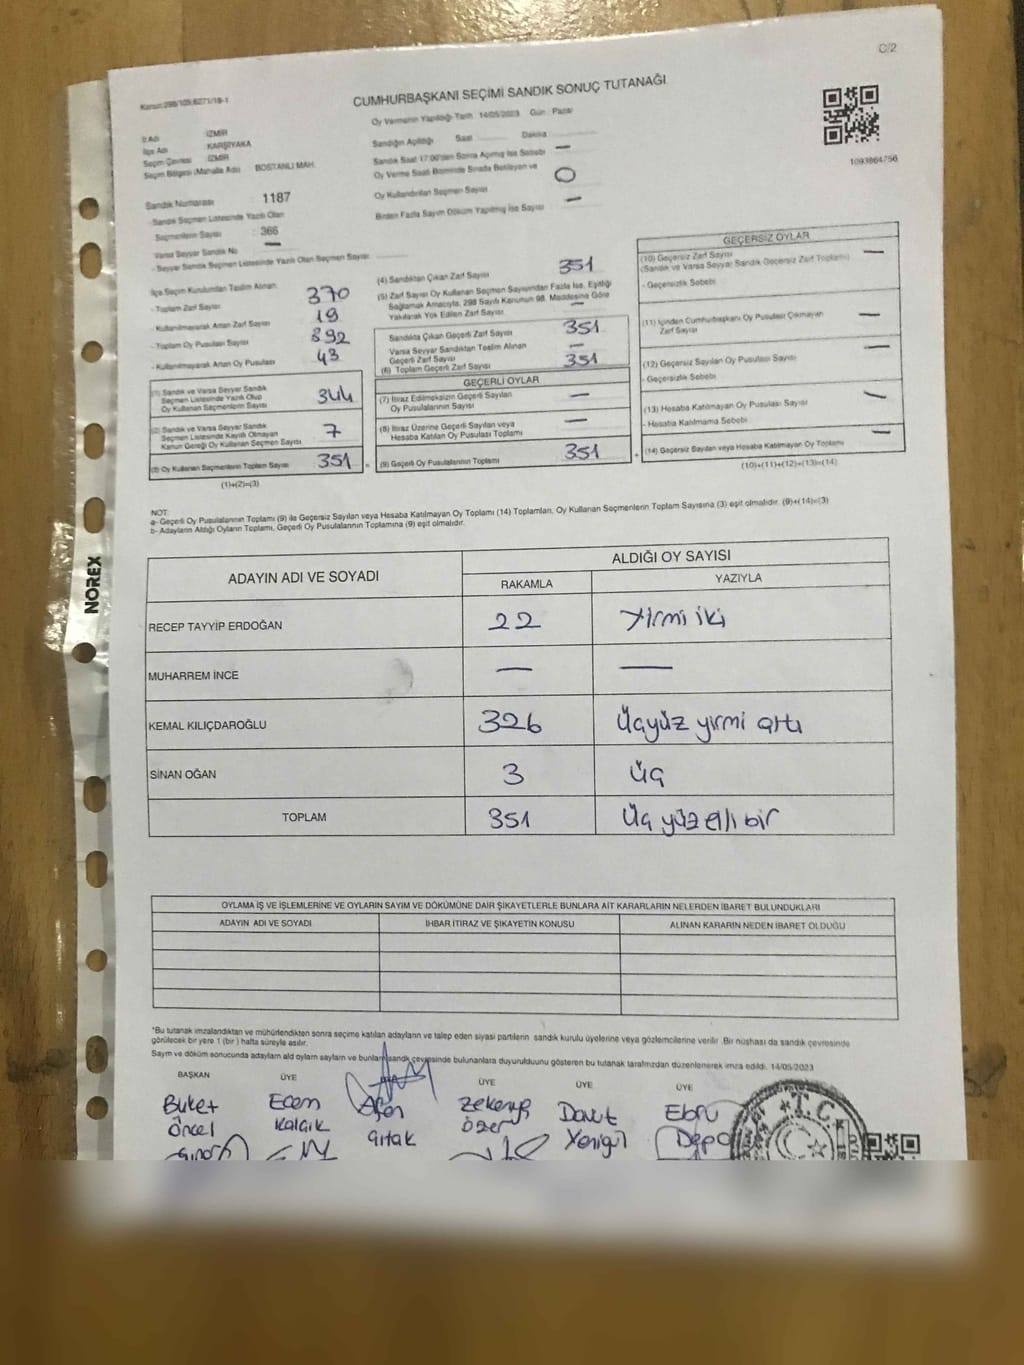 C/2
Kanun:298/105;6271/19-1
CUMHURBAŞKANI SEÇİMİ SANDIK SONUÇ TUTANAĞI
Oy Vermenin Yapıldığı Tarih 14/05/2023 Gün : Pazar
İl Adı : İZMİR
İlçe Adı : KARŞIYAKA
Seçim Çevresi : İZMİR
Seçim Bölgesi (Mahalle Adı) : BOSTANLI MAH.
Sandık Numarası : 1187
- Sandık Seçmen Listesinde Yazılı Olan
Seçmenlerin Sayısı : 366
Varsa Seyyar Sandık No —
- Seyyar Sandık Seçmen Listesinde Yazılı Olan Seçmen Sayısı:
Sandığın Açıldığı Saat Dakika
Sandık Saat 17:00'den Sonra Açılmış İse Sebebi —
Oy Verme Saati Bitiminde Sırada Bekleyen ve
Oy Kullandırılan Seçmen Sayısı O
Birden Fazla Sayım Döküm Yapılmış İse Sayısı —
1093864756
İlçe Seçim Kurulundan Teslim Alınan
- Toplam Zarf Sayısı 370
- Kullanılmayarak Artan Zarf Sayısı 19
- Toplam Oy Pusulası Sayısı 392
- Kullanılmayarak Artan Oy Pusulası 43
(1) Sandık ve Varsa Seyyar Sandık
Seçmen Listesinde Yazılı Olup
Oy Kullanan Seçmenlerin Sayısı 344
(2) Sandık ve Varsa Seyyar Sandık
Seçmen Listesinde Kayıtlı Olmayan
Kanun Gereği Oy Kullanan Seçmen Sayısı 7
(3) Oy Kullanan Seçmenlerin Toplam Sayısı 351
(1)+(2)=(3)
(4) Sandıktan Çıkan Zarf Sayısı 351
(5) Zarf Sayısı Oy Kullanan Seçmen Sayısından Fazla İse, Eşitliği
Sağlamak Amacıyla, 298 Sayılı Kanunun 98. Maddesine Göre
Yakılarak Yok Edilen Zarf Sayısı —
Sandıkta Çıkan Geçerli Zarf Sayısı 351
Varsa Seyyar Sandıktan Teslim Alınan
Geçerli Zarf Sayısı —
(6) Toplam Geçerli Zarf Sayısı 351
GEÇERLİ OYLAR
(7) İtiraz Edilmeksizin Geçerli Sayılan
Oy Pusulalarının Sayısı —
(8) İtiraz Üzerine Geçerli Sayılan veya
Hesaba Katılan Oy Pusulası Toplamı —
(9) Geçerli Oy Pusulalarının Toplamı 351
GEÇERSİZ OYLAR
(10) Geçersiz Zarf Sayısı —
(Sandık ve Varsa Seyyar Sandık Geçersiz Zarf Toplamı)
- Geçersizlik Sebebi
(11) İçinden Cumhurbaşkanı Oy Pusulası Çıkmayan
Zarf Sayısı —
(12) Geçersiz Sayılan Oy Pusulası Sayısı —
- Geçersizlik Sebebi
(13) Hesaba Katılmayan Oy Pusulası Sayısı —
- Hesaba Katılmama Sebebi
(14) Geçersiz Sayılan veya Hesaba Katılmayan Oy Toplamı —
(10)+(11)+(12)+(13)=(14)
NOT:
a- Geçerli Oy Pusulalarının Toplamı (9) ile Geçersiz Sayılan veya Hesaba Katılmayan Oy Toplamı (14) Toplamları, Oy Kullanan Seçmenlerin Toplam Sayısına (3) eşit olmalıdır. (9)+(14)=(3)
b- Adayların Aldığı Oyların Toplamı, Geçerli Oy Pusulalarının Toplamına (9) eşit olmalıdır.
NOREX
ADAYIN ADI VE SOYADI
ALDIĞI OY SAYISI
RAKAMLA YAZIYLA
RECEP TAYYİP ERDOĞAN 22 Yirmi iki
MUHARREM İNCE — —
KEMAL KILIÇDAROĞLU 326 Üçyüz yirmi altı
SİNAN OĞAN 3 Üç
TOPLAM 351 Üç yüz elli bir
OYLAMA İŞ VE İŞLEMLERİNE VE OYLARIN SAYIM VE DÖKÜMÜNE DAİR ŞİKAYETLERLE BUNLARA AİT KARARLARIN NELERDEN İBARET BULUNDUKLARI
ADAYIN ADI VE SOYADI İHBAR İTİRAZ VE ŞİKAYETİN KONUSU ALINAN KARARIN NEDEN İBARET OLDUĞU
*Bu tutanak imzalandıktan ve mühürlendikten sonra seçime katılan adayların ve talep eden siyasi partilerin sandık kurulu üyelerine veya gözlemcilerine verilir. Bir nüshası da sandık çevresinde
görülecek bir yere 1 (bir) hafta süreyle asılır.
Sayım ve döküm sonucunda adayların aldı oyların sayıları ve bunların sandık çevresinde bulunanlara duyurulduunu gösteren bu tutanak tarafımızdan düzenlenerek imza edildi. 14/05/2023
BAŞKAN ÜYE ÜYE ÜYE ÜYE
Buket Ecem Zekeriya Davut Ebru
Öncel Kalçık Özer Yenigül Depo
T.C.